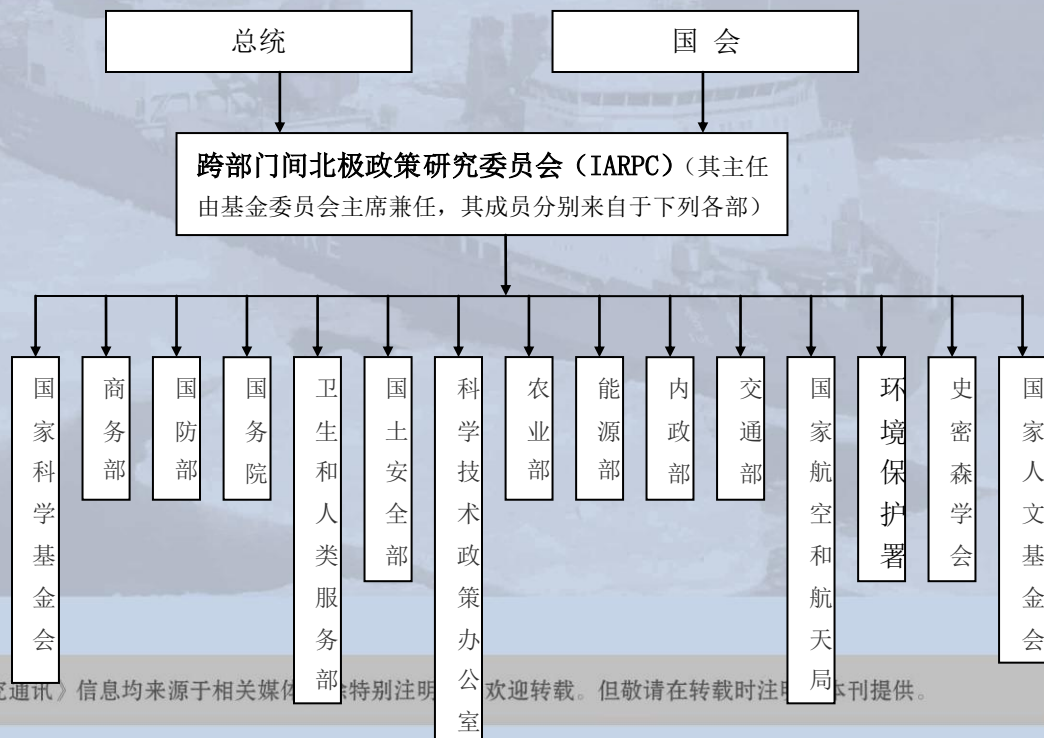 总统
国 会
跨部门间北极政策研究委员会（IARPC）（其主任
由基金委员会主席兼任，其成员分别来自于下列各部）
国家科学基金会
商务部
国防部
国务院
卫生和人类服务部
国土安全部
科学技术政策办公室
农业部
能源部
内政部
交通部
国家航空和航天局
环境保护署
史密森学会
国家人文基金会
通讯》信息均来源于相关媒体 特别注明 欢迎转载。但敬请在转载时注 本刊提供。